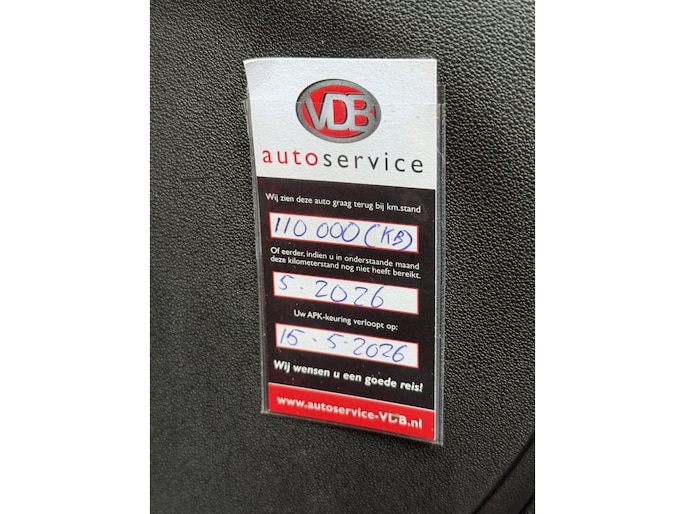 VDB
autoservice
Wij zien deze auto graag terug bij km.stand
110 000 (KB)
Of eerder, indien u in onderstaande maand
deze kilometerstand nog niet heeft bereikt.
5 - 2026
Uw APK-keuring verloopt op:
15 - 5 - 2026
Wij wensen u een goede reis!
www.autoservice-VDB.nl